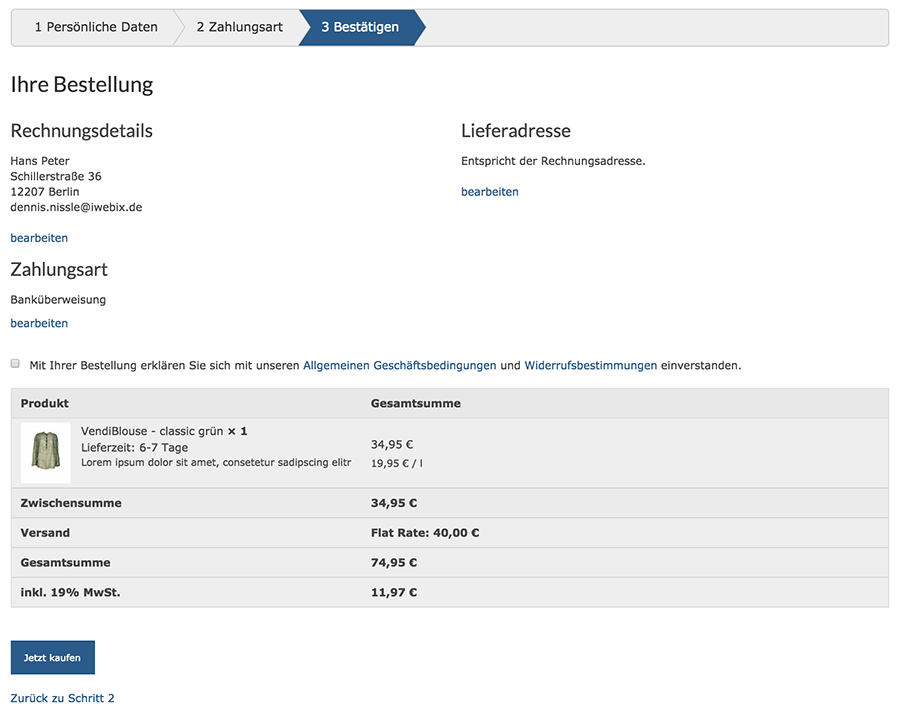 1 Persönliche Daten
2 Zahlungsart
3 Bestätigen
Ihre Bestellung
Rechnungsdetails
Hans Peter
Schillerstraße 36
12207 Berlin
dennis.nissle@iwebix.de
bearbeiten
Lieferadresse
Entspricht der Rechnungsadresse.
bearbeiten
Zahlungsart
Banküberweisung
bearbeiten
Mit Ihrer Bestellung erklären Sie sich mit unseren Allgemeinen Geschäftsbedingungen und Widerrufsbestimmungen einverstanden.
Produkt Gesamtsumme
VendiBlouse - classic grün × 1
Lieferzeit: 6-7 Tage
Lorem ipsum dolor sit amet, consetetur sadipscing elitr
34,95 €
19,95 € / l
Zwischensumme 34,95 €
Versand Flat Rate: 40,00 €
Gesamtsumme 74,95 €
inkl. 19% MwSt. 11,97 €
Jetzt kaufen
Zurück zu Schritt 2